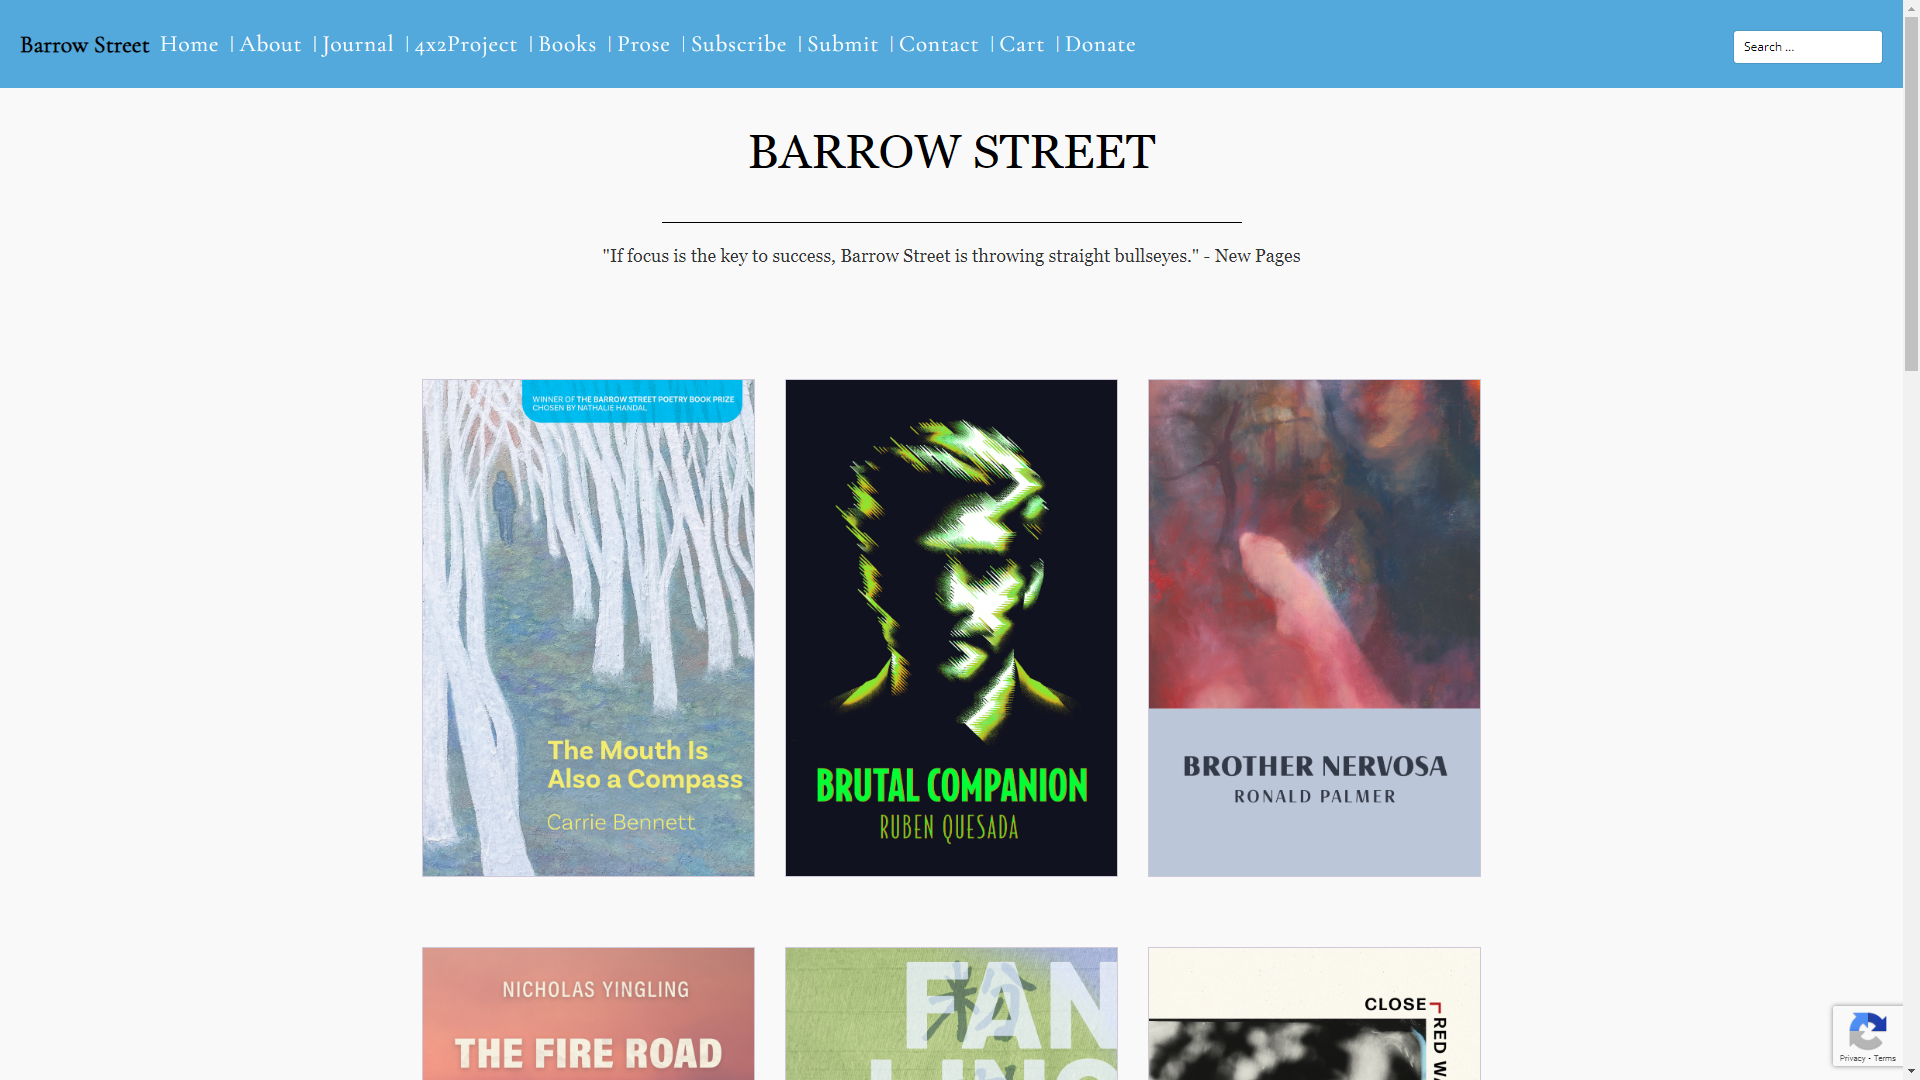 Barrow Street Home | About | Journal | 4x2Project | Books | Prose | Subscribe | Submit | Contact | Cart | Donate
Search ...
BARROW STREET
"If focus is the key to success, Barrow Street is throwing straight bullseyes." - New Pages
WINNER OF THE BARROW STREET POETRY BOOK PRIZE
CHOSEN BY NATHALIE HANDAL
The Mouth Is
Also a Compass
Carrie Bennett
BRUTAL COMPANION
RUBEN QUESADA
BROTHER NERVOSA
RONALD PALMER
NICHOLAS YINGLING
THE FIRE ROAD
FAN
CLOSE
RED
Privacy - Terms